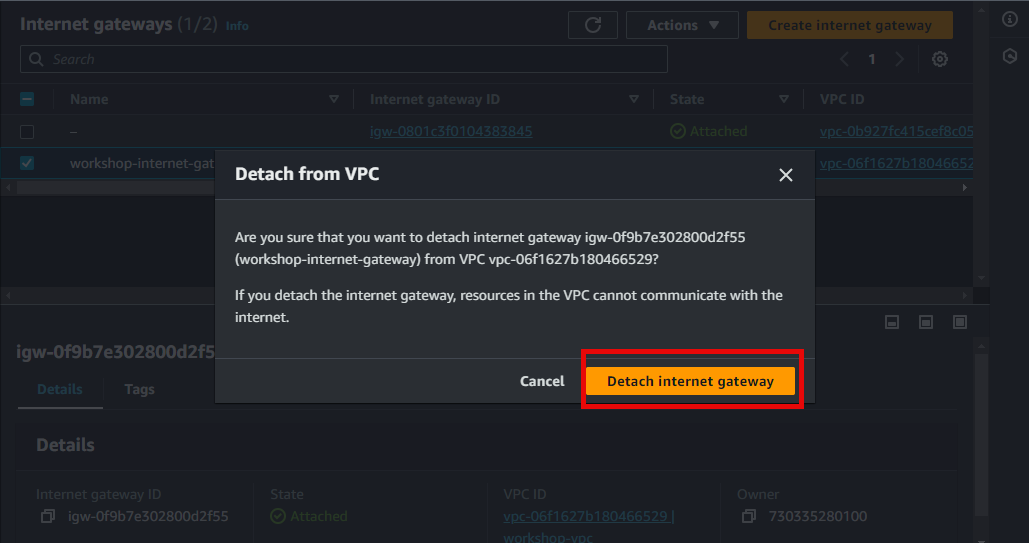 Internet gateways (1/2) Info
Actions
Create internet gateway
Search
1
Name Internet gateway ID State VPC ID
– igw-0801c3f0104383845 Attached vpc-0b927fc415cef8c05
workshop-internet-gat vpc-06f1627b18046652
Detach from VPC
Are you sure that you want to detach internet gateway igw-0f9b7e302800d2f55
(workshop-internet-gateway) from VPC vpc-06f1627b180466529?
If you detach the internet gateway, resources in the VPC cannot communicate with the
internet.
Cancel Detach internet gateway
igw-0f9b7e302800d2f55
Details Tags
Details
Internet gateway ID State VPC ID Owner
igw-0f9b7e302800d2f55 Attached vpc-06f1627b180466529 | 730335280100
workshop-vpc